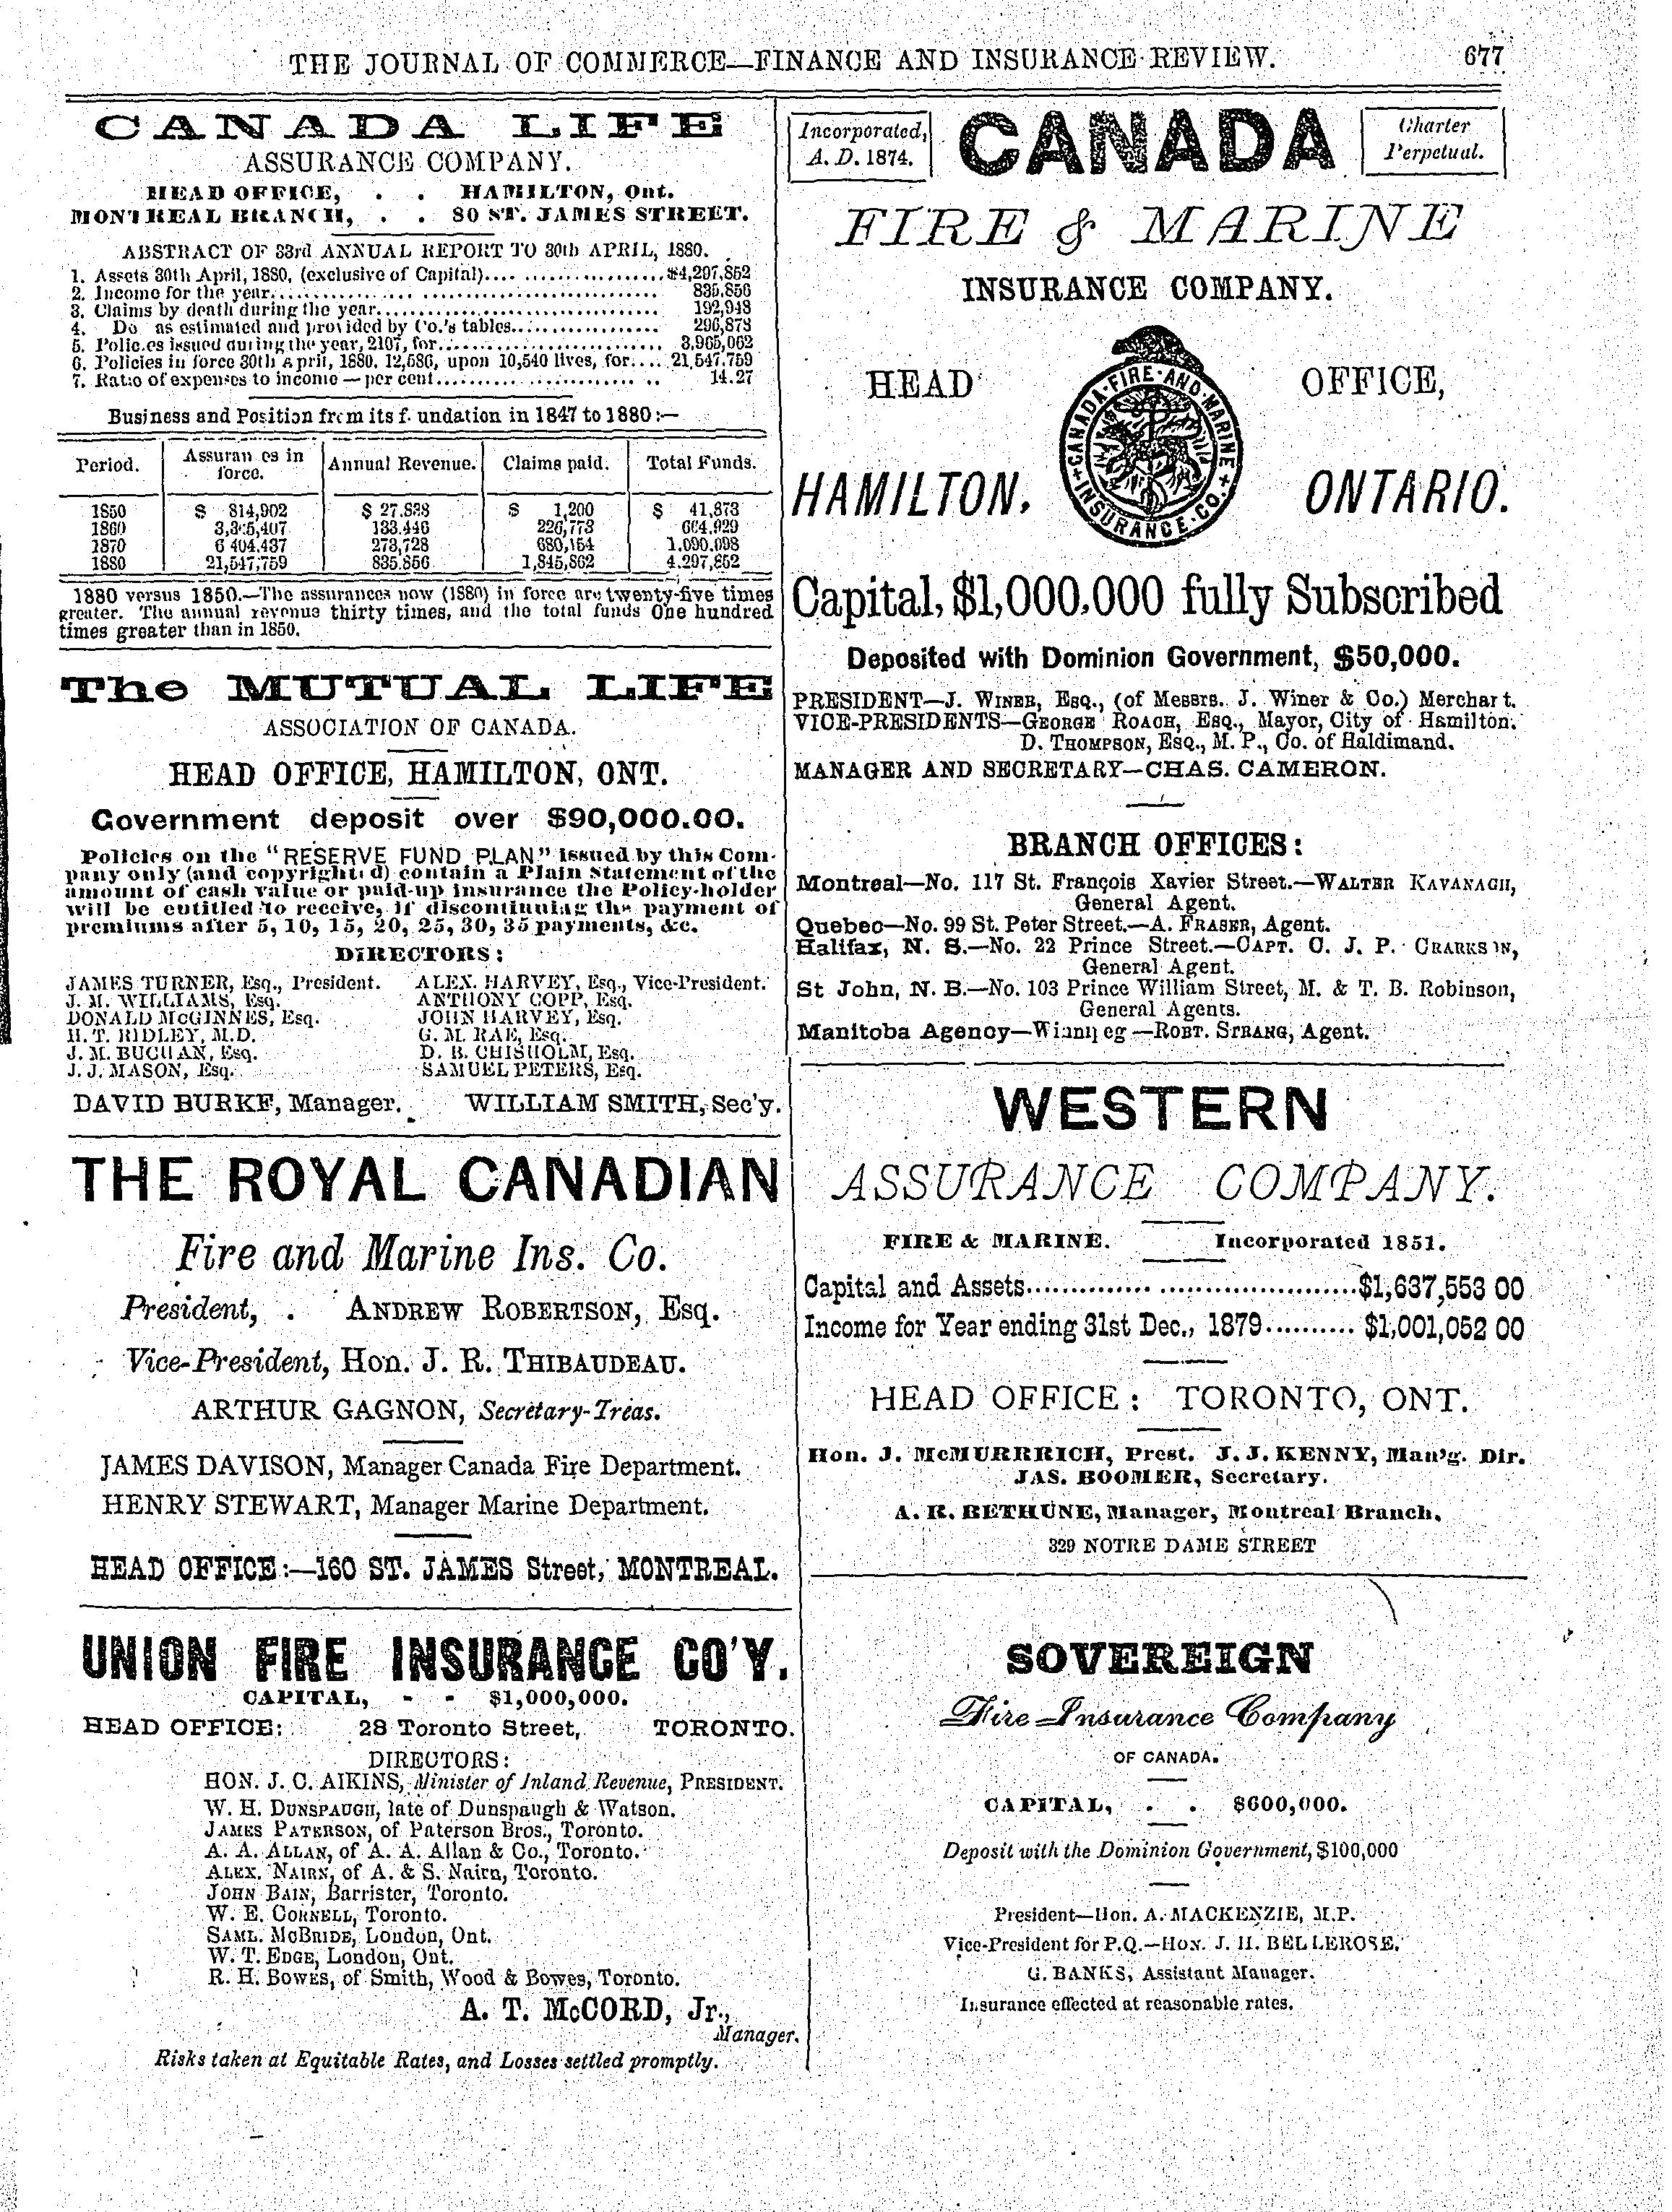 THE JOURNAL OF COMMERCE—FINANCE AND INSURANCE REVIEW. 677
CANADA LIFE
ASSURANCE COMPANY.
HEAD OFFICE, . . HAMILTON, Ont.
MONTREAL BRANCH, . . 80 ST. JAMES STREET.
ABSTRACT OF 33rd ANNUAL REPORT TO 30th APRIL, 1880.
1. Assets 30th April, 1880, (exclusive of Capital).... $4,297,852
2. Income for the year.... 835,856
3. Claims by death during the year.... 192,948
4. Do as estimated and provided by Co.'s tables.... 296,878
5. Policies issued during the year, 2107, for.... 3,965,062
6. Policies in force 30th April, 1880, 12,586, upon 10,540 lives, for.... 21,547,759
7. Ratio of expenses to income—per cent.... 14.27
Business and Position from its foundation in 1847 to 1880:—
Period. Assurances in force. Annual Revenue. Claims paid. Total Funds.
1850 $ 814,902 $ 27,838 $ 1,200 $ 41,873
1860 133,446 226,773 664,929
1870 6 404,437 273,728 680,154 1,090,098
1880 21,547,759 835,856 1,845,862 4,297,852
1880 versus 1850.—The assurances now (1880) in force are twenty-five times
greater. The annual revenue thirty times, and the total funds One hundred
times greater than in 1850.
The MUTUAL LIFE
ASSOCIATION OF CANADA.
HEAD OFFICE, HAMILTON, ONT.
Government deposit over $90,000.00.
Policies on the "RESERVE FUND PLAN" issued by this Com-
pany only (and copyrighted) contain a Plain Statement of the
amount of cash value or paid-up insurance the Policy-holder
will be entitled to receive, if discontinuing the payment of
premiums after 5, 10, 15, 20, 25, 30, 35 payments, &c.
DIRECTORS:
JAMES TURNER, Esq., President. ALEX. HARVEY, Esq., Vice-President.
J. M. WILLIAMS, Esq. ANTHONY COPP, Esq.
DONALD McGINNES, Esq. JOHN HARVEY, Esq.
H. T. RIDLEY, M.D. G. M. RAE, Esq.
J. M. BUCHAN, Esq. D. B. CHISHOLM, Esq.
J. J. MASON, Esq. SAMUEL PETERS, Esq.
DAVID BURKE, Manager. WILLIAM SMITH, Sec'y.
THE ROYAL CANADIAN
Fire and Marine Ins. Co.
President, . ANDREW ROBERTSON, Esq.
Vice-President, Hon. J. R. THIBAUDEAU.
ARTHUR GAGNON, Secretary-Treas.
JAMES DAVISON, Manager Canada Fire Department.
HENRY STEWART, Manager Marine Department.
HEAD OFFICE:—160 ST. JAMES Street, MONTREAL.
UNION FIRE INSURANCE CO'Y.
CAPITAL, - - $1,000,000.
HEAD OFFICE: 28 Toronto Street, TORONTO.
DIRECTORS:
HON. J. C. AIKINS, Minister of Inland Revenue, PRESIDENT.
W. H. DUNSPAUGH, late of Dunspaugh & Watson.
JAMES PATERSON, of Paterson Bros., Toronto.
A. A. ALLAN, of A. A. Allan & Co., Toronto.
ALEX. NAIRN, of A. & S. Nairn, Toronto.
JOHN BAIN, Barrister, Toronto.
W. E. CORNELL, Toronto.
SAML. McBRIDE, London, Ont.
W. T. EDGE, London, Ont.
R. H. BOWES, of Smith, Wood & Bowes, Toronto.
A. T. McCORD, Jr.,
Manager.
Risks taken at Equitable Rates, and Losses settled promptly.
Incorporated, A. D. 1874.
CANADA
Charter Perpetual.
FIRE & MARINE
INSURANCE COMPANY.
HEAD OFFICE,
CANADA·FIRE·AND·MARINE INSURANCE·CO.
HAMILTON, ONTARIO.
Capital, $1,000,000 fully Subscribed
Deposited with Dominion Government, $50,000.
PRESIDENT—J. WINER, ESQ., (of Messrs. J. Winer & Co.) Merchant.
VICE-PRESIDENTS—GEORGE ROACH, ESQ., Mayor, City of Hamilton.
D. THOMPSON, ESQ., M. P., Co. of Haldimand.
MANAGER AND SECRETARY—CHAS. CAMERON.
BRANCH OFFICES:
Montreal—No. 117 St. François Xavier Street.—WALTER KAVANAGH,
General Agent.
Quebec—No. 99 St. Peter Street.—A. FRASER, Agent.
Halifax, N. S.—No. 22 Prince Street.—CAPT. C. J. P.
General Agent.
St John, N. B.—No. 103 Prince William Street, M. & T. B. Robinson,
General Agents.
Manitoba Agency—Winnipeg—ROBT. STRANG, Agent.
WESTERN
ASSURANCE COMPANY.
FIRE & MARINE. Incorporated 1851.
Capital and Assets.... $1,637,553 00
Income for Year ending 31st Dec., 1879.... $1,001,052 00
HEAD OFFICE: TORONTO, ONT.
Hon. J. McMURRRICH, Prest. J. J. KENNY, Man'g. Dir.
JAS. BOOMER, Secretary.
A. R. BETHUNE, Manager, Montreal Branch.
329 NOTRE DAME STREET
SOVEREIGN
Fire Insurance Company
OF CANADA.
CAPITAL, . . $600,000.
Deposit with the Dominion Government, $100,000
President—Hon. A. MACKENZIE, M.P.
Vice-President for P.Q.—HON. J. H. BELLEROSE.
G. BANKS, Assistant Manager.
Insurance effected at reasonable rates.